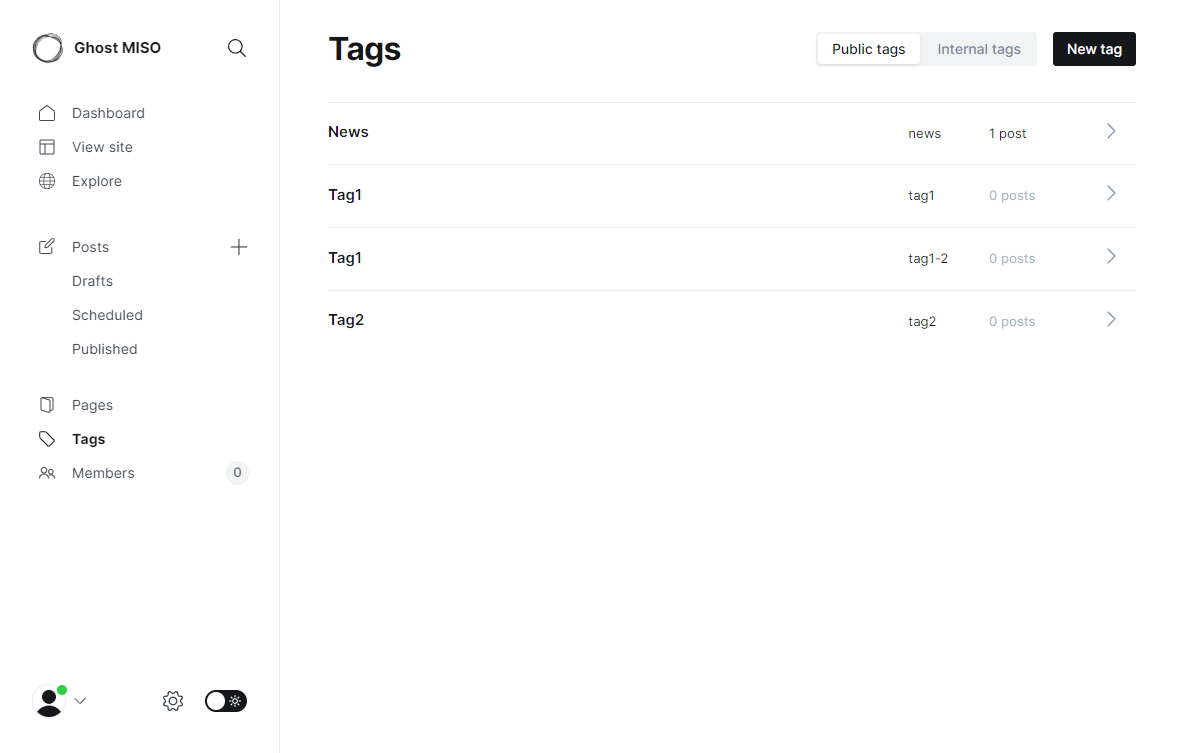 Ghost MISO
Dashboard
View site
Explore
Posts
Drafts
Scheduled
Published
Pages
Tags
Members 0
Tags
Public tags Internal tags New tag
News news 1 post
Tag1 tag1 0 posts
Tag1 tag1-2 0 posts
Tag2 tag2 0 posts